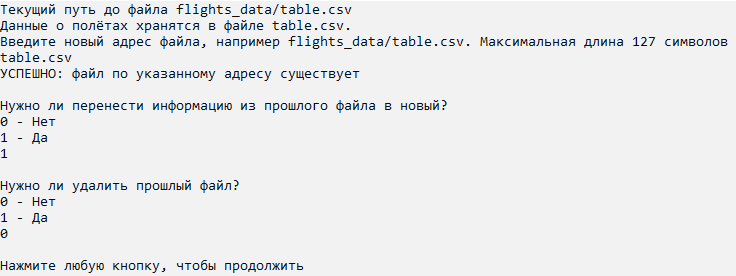 Текущий путь до файла flights_data/table.csv
Данные о полётах хранятся в файле table.csv.
Введите новый адрес файла, например flights_data/table.csv. Максимальная длина 127 символов
table.csv
УСПЕШНО: файл по указанному адресу существует
Нужно ли перенести информацию из прошлого файла в новый?
0 - Нет
1 - Да
1
Нужно ли удалить прошлый файл?
0 - Нет
1 - Да
0
Нажмите любую кнопку, чтобы продолжить